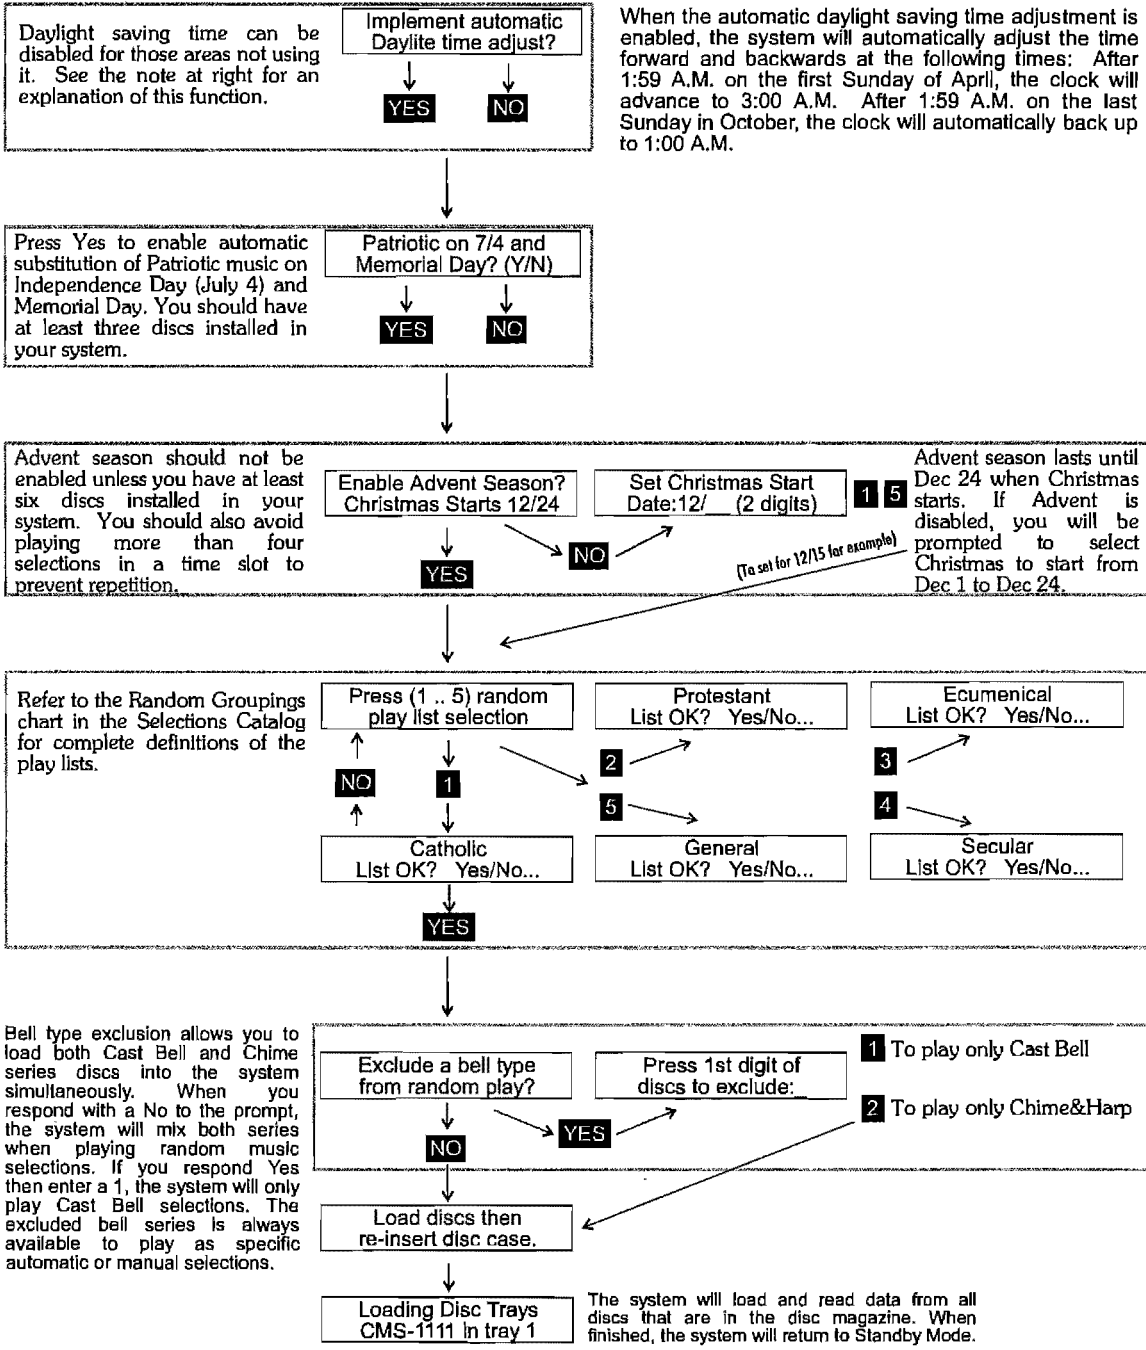 Daylight saving time can be
disabled for those areas not using
it. See the note at right for an
explanation of this function.
Implement automatic
Daylite time adjust?
YES NO
When the automatic daylight saving time adjustment is
enabled, the system will automatically adjust the time
forward and backwards at the following times: After
1:59 A.M. on the first Sunday of April, the clock will
advance to 3:00 A.M. After 1:59 A.M. on the last
Sunday in October, the clock will automatically back up
to 1:00 A.M.
Press Yes to enable automatic
substitution of Patriotic music on
Independence Day (July 4) and
Memorial Day. You should have
at least three discs installed in
your system.
Patriotic on 7/4 and
Memorial Day? (Y/N)
YES NO
Advent season should not be
enabled unless you have at least
six discs installed in your
system. You should also avoid
playing more than four
selections in a time slot to
prevent repetition.
Enable Advent Season?
Christmas Starts 12/24
YES
NO
Set Christmas Start
Date:12/__ (2 digits)
1 5
(To set for 12/15 for example)
Advent season lasts until
Dec 24 when Christmas
starts. If Advent is
disabled, you will be
prompted to select
Christmas to start from
Dec 1 to Dec 24.
Refer to the Random Groupings
chart in the Selections Catalog
for complete definitions of the
play lists.
Press (1 .. 5) random
play list selection
Protestant
List OK? Yes/No...
Ecumenical
List OK? Yes/No...
NO
1
2
5
3
4
Catholic
List OK? Yes/No...
General
List OK? Yes/No...
Secular
List OK? Yes/No...
YES
Bell type exclusion allows you to
load both Cast Bell and Chime
series discs into the system
simultaneously. When you
respond with a No to the prompt,
the system will mix both series
when playing random music
selections. If you respond Yes
then enter a 1, the system will only
play Cast Bell selections. The
excluded bell series is always
available to play as specific
automatic or manual selections.
Exclude a bell type
from random play?
NO
YES
Press 1st digit of
discs to exclude:_
1 To play only Cast Bell
2 To play only Chime&Harp
Load discs then
re-insert disc case.
Loading Disc Trays
CMS-1111 in tray 1
The system will load and read data from all
discs that are in the disc magazine. When
finished, the system will return to Standby Mode.